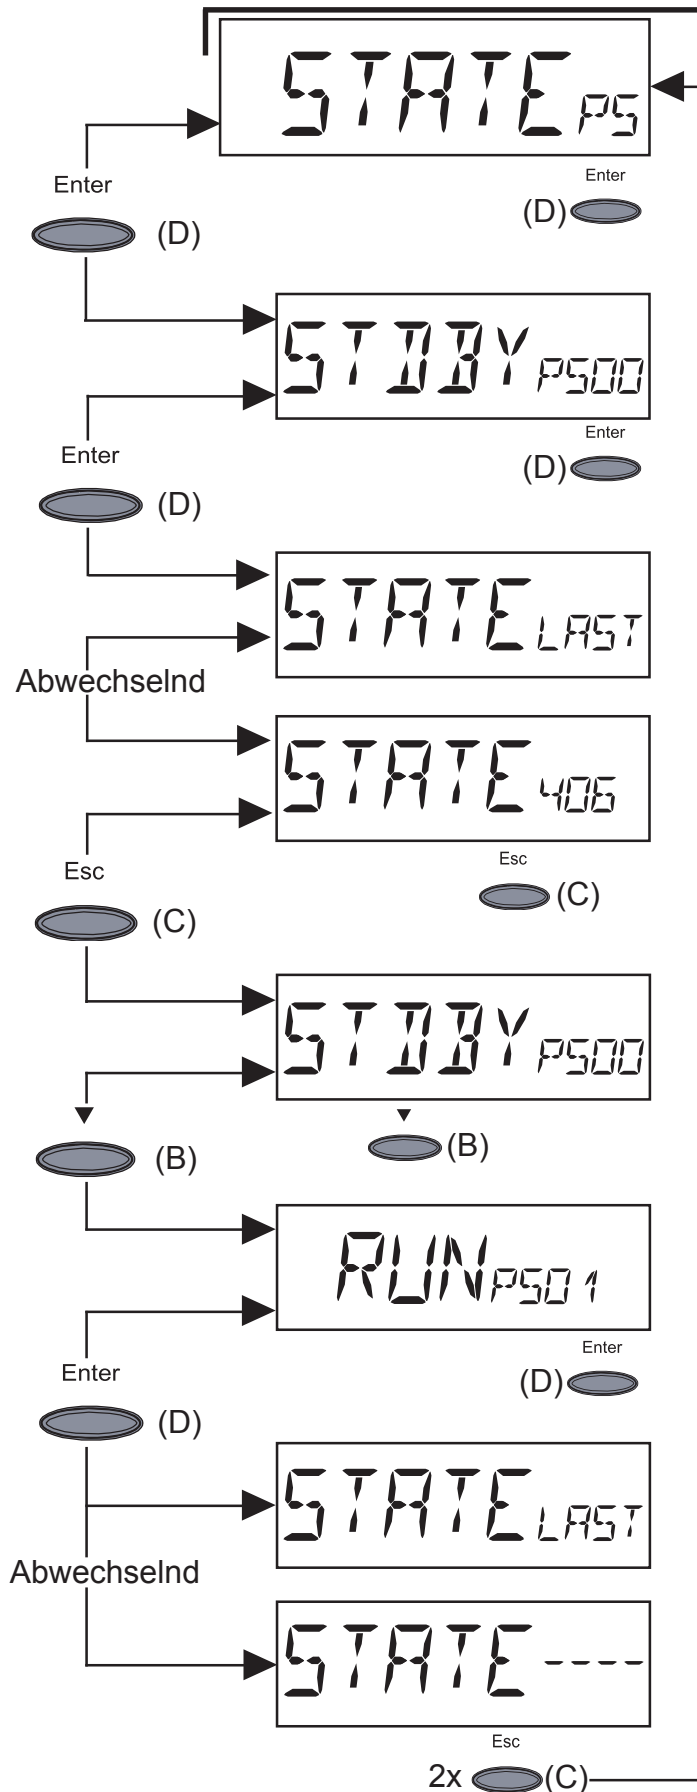 STATE PS
Enter
Enter
(D)
(D)
STDBY PS00
Enter
Enter
(D)
(D)
STATE LAST
Abwechselnd
STATE 406
Esc
Esc
(C)
(C)
STDBY PS00
(B)
(B)
RUN PS01
Enter
Enter
(D)
(D)
STATE LAST
Abwechselnd
STATE ----
Esc
2x (C)